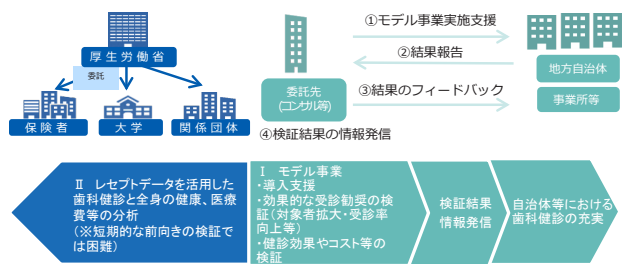 厚生労働省
委託
保険者
大学
関係団体
①モデル事業実施支援
②結果報告
③結果のフィードバック
委託先
(コンサル等)
地方自治体
事業所等
④検証結果の情報発信
Ⅱ レセプトデータを活用した
歯科健診と全身の健康、医療
費等の分析
(※短期的な前向きの検証で
は困難)
Ⅰ モデル事業
・導入支援
・効果的な受診勧奨の検
証(対象者拡大・受診率
向上等)
・健診効果やコスト等の
検証
検証結果
情報発信
自治体等における
歯科健診の充実